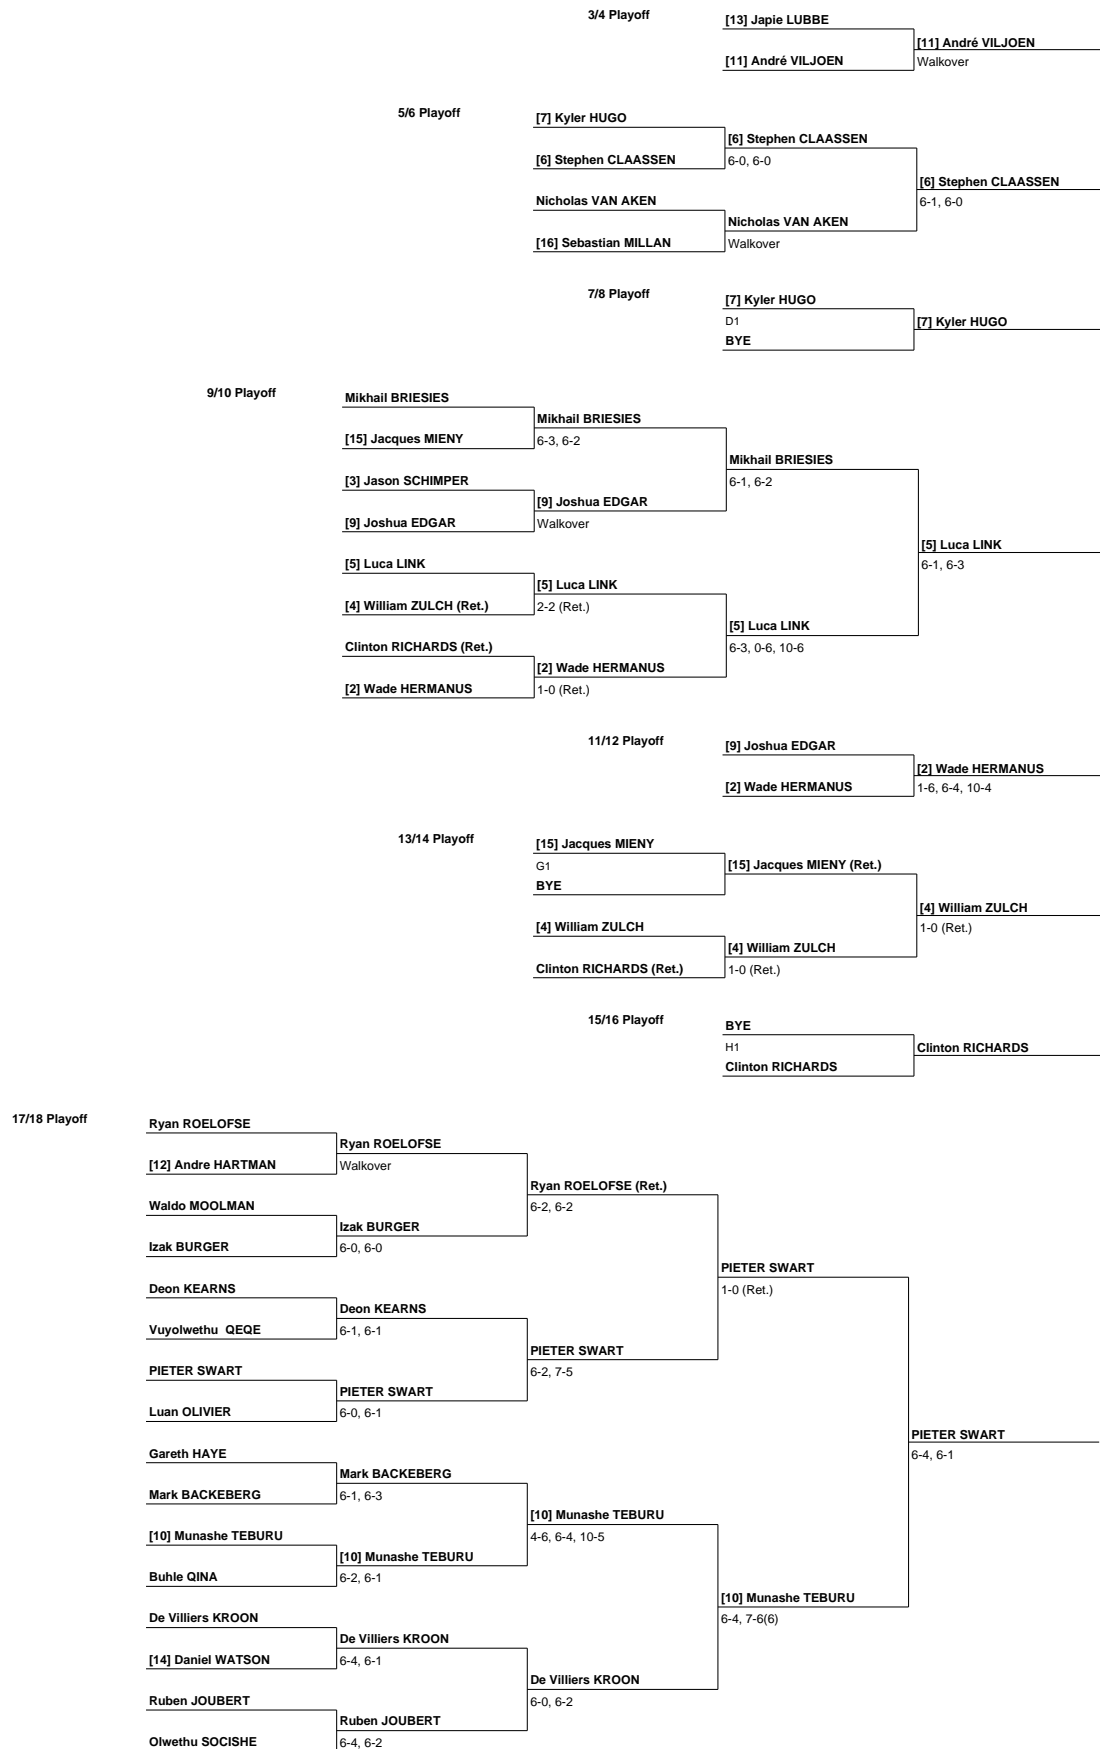 3/4 Playoff
[13] Japie LUBBE
[11] André VILJOEN
[11] André VILJOEN
Walkover
5/6 Playoff
[7] Kyler HUGO
[6] Stephen CLAASSEN
[6] Stephen CLAASSEN
6-0, 6-0
[6] Stephen CLAASSEN
6-1, 6-0
Nicholas VAN AKEN
Nicholas VAN AKEN
[16] Sebastian MILLAN
Walkover
7/8 Playoff
[7] Kyler HUGO
D1
[7] Kyler HUGO
BYE
9/10 Playoff
Mikhail BRIESIES
Mikhail BRIESIES
[15] Jacques MIENY
6-3, 6-2
Mikhail BRIESIES
6-1, 6-2
[3] Jason SCHIMPER
[9] Joshua EDGAR
[9] Joshua EDGAR
Walkover
[5] Luca LINK
6-1, 6-3
[5] Luca LINK
[5] Luca LINK
[4] William ZULCH (Ret.)
2-2 (Ret.)
[5] Luca LINK
6-3, 0-6, 10-6
Clinton RICHARDS (Ret.)
[2] Wade HERMANUS
[2] Wade HERMANUS
1-0 (Ret.)
11/12 Playoff
[9] Joshua EDGAR
[2] Wade HERMANUS
[2] Wade HERMANUS
1-6, 6-4, 10-4
13/14 Playoff
[15] Jacques MIENY
G1
[15] Jacques MIENY (Ret.)
BYE
[4] William ZULCH
1-0 (Ret.)
[4] William ZULCH
[4] William ZULCH
Clinton RICHARDS (Ret.)
1-0 (Ret.)
15/16 Playoff
BYE
H1
Clinton RICHARDS
Clinton RICHARDS
17/18 Playoff
Ryan ROELOFSE
Ryan ROELOFSE
[12] Andre HARTMAN
Walkover
Ryan ROELOFSE (Ret.)
6-2, 6-2
Waldo MOOLMAN
Izak BURGER
Izak BURGER
6-0, 6-0
PIETER SWART
1-0 (Ret.)
Deon KEARNS
Deon KEARNS
Vuyolwethu  QEQE
6-1, 6-1
PIETER SWART
6-2, 7-5
PIETER SWART
PIETER SWART
Luan OLIVIER
6-0, 6-1
PIETER SWART
6-4, 6-1
Gareth HAYE
Mark BACKEBERG
Mark BACKEBERG
6-1, 6-3
[10] Munashe TEBURU
4-6, 6-4, 10-5
[10] Munashe TEBURU
[10] Munashe TEBURU
Buhle QINA
6-2, 6-1
[10] Munashe TEBURU
6-4, 7-6(6)
De Villiers KROON
De Villiers KROON
[14] Daniel WATSON
6-4, 6-1
De Villiers KROON
6-0, 6-2
Ruben JOUBERT
Ruben JOUBERT
Olwethu SOCISHE
6-4, 6-2